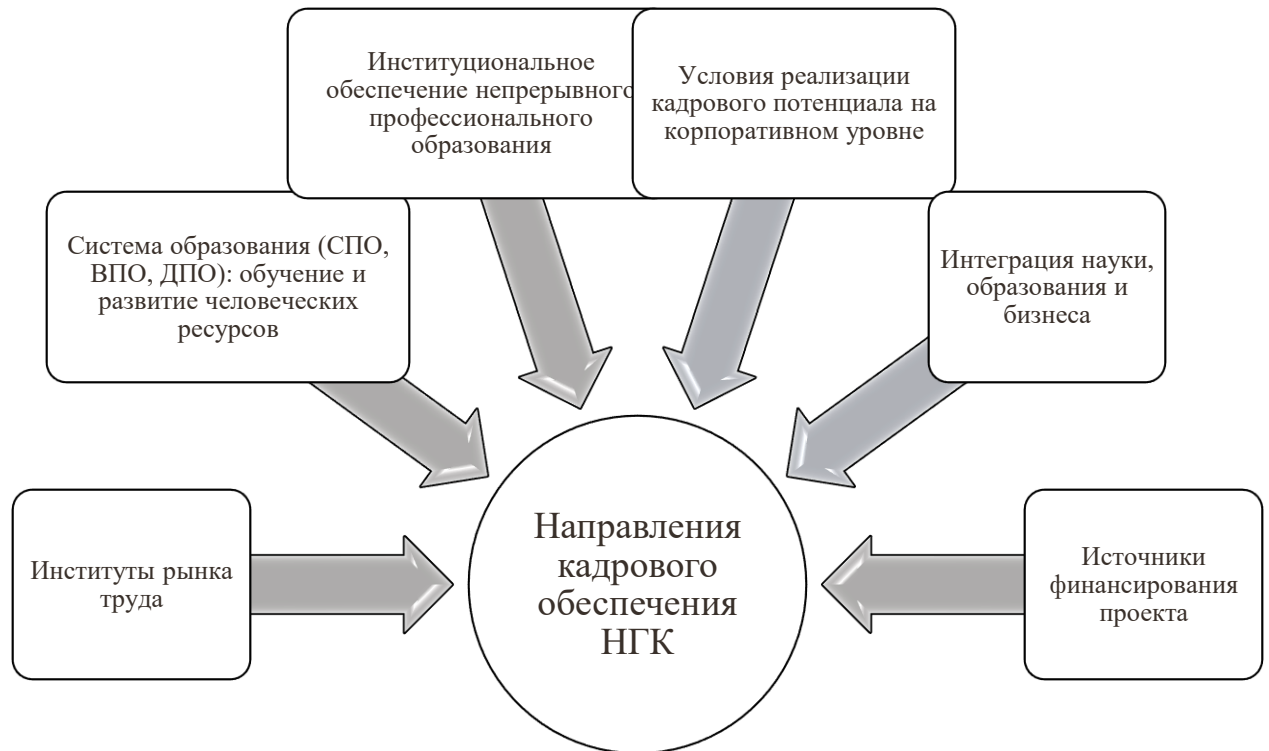 Институциональное
обеспечение непрерывного
профессионального
образования
Условия реализации
кадрового потенциала на
корпоративном уровне
Система образования (СПО,
ВПО, ДПО): обучение и
развитие человеческих
ресурсов
Интеграция науки,
образования и
бизнеса
Институты рынка
труда
Направления
кадрового
обеспечения
НГК
Источники
финансирования
проекта